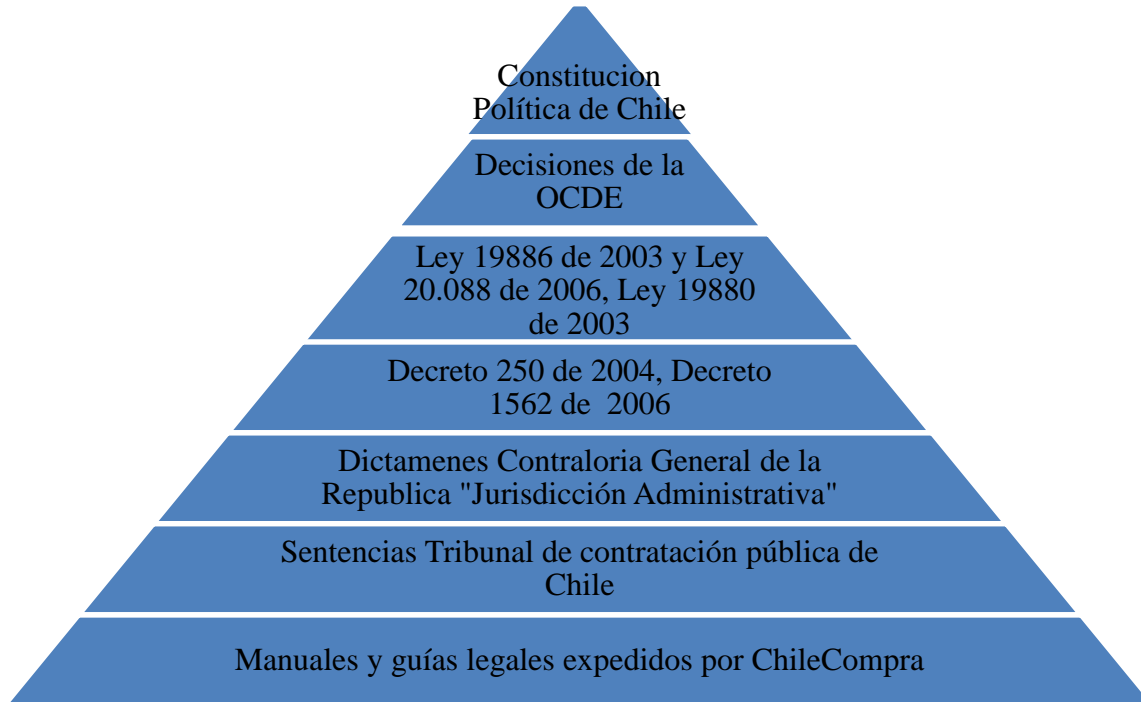 Constitucion
Política de Chile
Decisiones de la
OCDE
Ley 19886 de 2003 y Ley
20.088 de 2006, Ley 19880
de 2003
Decreto 250 de 2004, Decreto
1562 de 2006
Dictamenes Contraloria General de la
Republica "Jurisdicción Administrativa"
Sentencias Tribunal de contratación pública de
Chile
Manuales y guías legales expedidos por ChileCompra